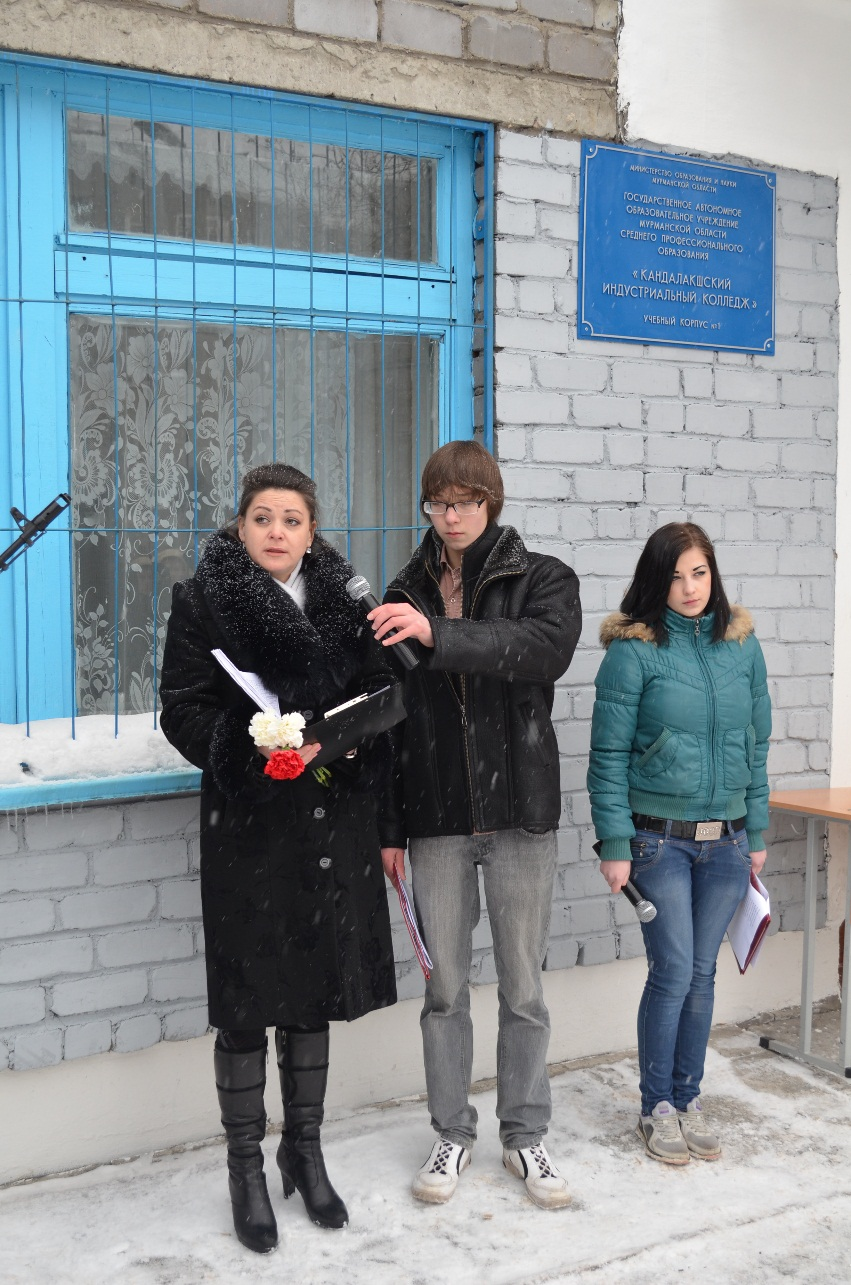 МИНИСТЕРСТВО ОБРАЗОВАНИЯ И НАУКИ
МУРМАНСКОЙ ОБЛАСТИ
ГОСУДАРСТВЕННОЕ АВТОНОМНОЕ
ОБРАЗОВАТЕЛЬНОЕ УЧРЕЖДЕНИЕ
МУРМАНСКОЙ ОБЛАСТИ
СРЕДНЕГО ПРОФЕССИОНАЛЬНОГО
ОБРАЗОВАНИЯ
«КАНДАЛАКШСКИЙ
ИНДУСТРИАЛЬНЫЙ КОЛЛЕДЖ»
УЧЕБНЫЙ КОРПУС №1